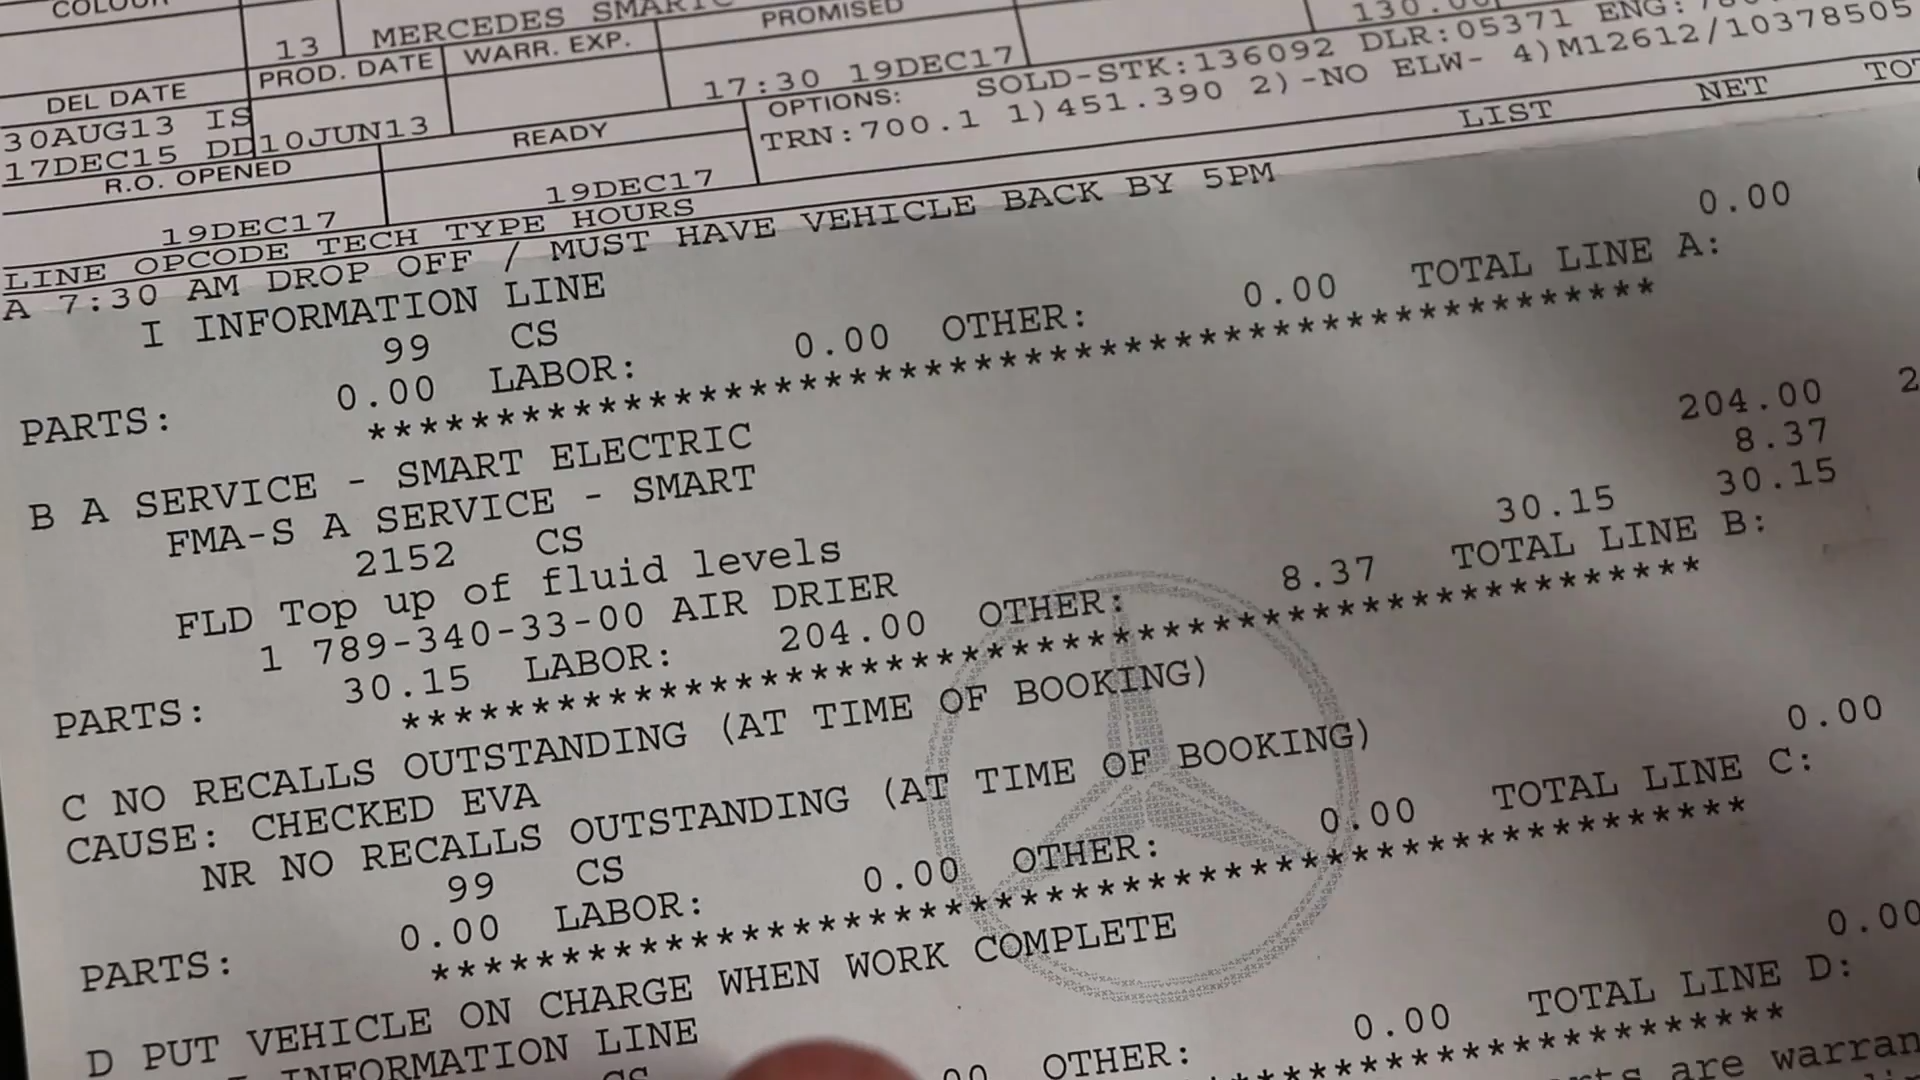 COLOUR
13 MERCEDES SMART
PROMISED
130.00
DEL DATE PROD. DATE WARR. EXP.
17:30 19DEC17
SOLD-STK:136092 DLR:05371 ENG:
30AUG13 IS
OPTIONS:
17DEC15 DD 10JUN13
TRN:700.1 1)451.390 2)-NO ELW- 4)M12612/10378505
R.O. OPENED READY
LIST NET
19DEC17 19DEC17
LINE OPCODE TECH TYPE HOURS
A 7:30 AM DROP OFF / MUST HAVE VEHICLE BACK BY 5PM
I INFORMATION LINE
99 CS 0.00
PARTS: 0.00 LABOR: 0.00 OTHER: 0.00 TOTAL LINE A:
**************************************************
B A SERVICE - SMART ELECTRIC
FMA-S A SERVICE - SMART
2152 CS 204.00
FLD Top up of fluid levels 8.37
1 789-340-33-00 AIR DRIER 30.15 30.15
PARTS: 30.15 LABOR: 204.00 OTHER: 8.37 TOTAL LINE B:
**************************************************
C NO RECALLS OUTSTANDING (AT TIME OF BOOKING)
CAUSE: CHECKED EVA
NR NO RECALLS OUTSTANDING (AT TIME OF BOOKING)
99 CS 0.00
PARTS: 0.00 LABOR: 0.00 OTHER: 0.00 TOTAL LINE C:
**************************************************
D PUT VEHICLE ON CHARGE WHEN WORK COMPLETE
INFORMATION LINE
CS 0.00
OTHER: 0.00 TOTAL LINE D:
are